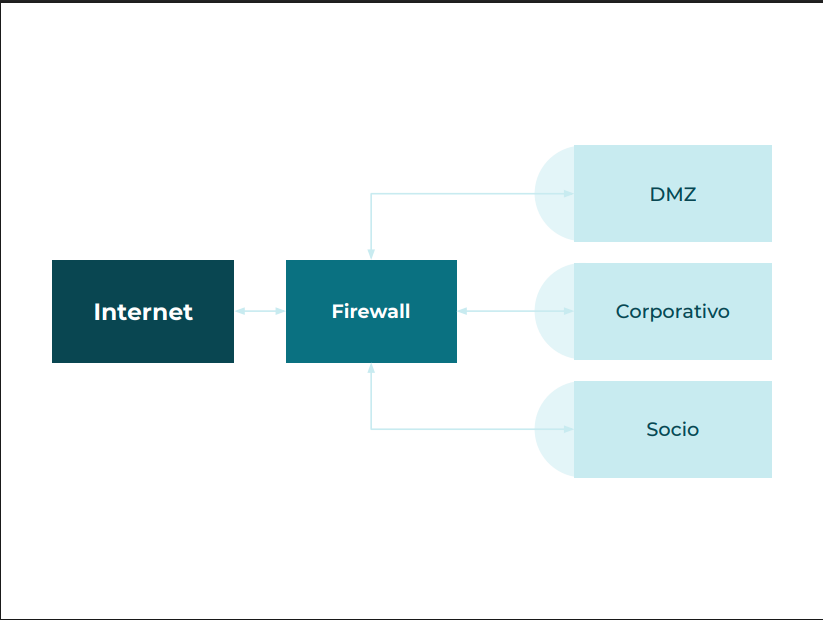 Internet
Firewall
DMZ
Corporativo
Socio